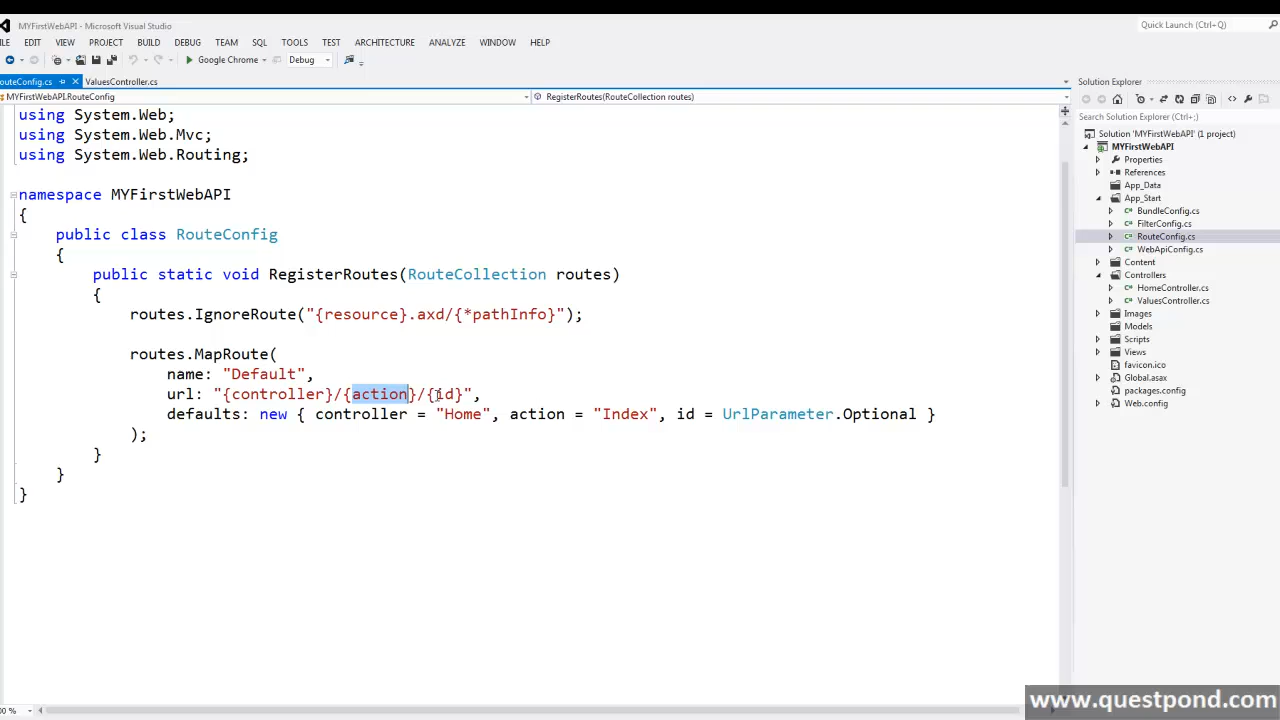 MYFirstWebAPI - Microsoft Visual Studio
Quick Launch (Ctrl+Q)
ILE EDIT VIEW PROJECT BUILD DEBUG TEAM SQL TOOLS TEST ARCHITECTURE ANALYZE WINDOW HELP
Google Chrome Debug
outeConfig.cs ValuesController.cs
MYFirstWebAPI.RouteConfig RegisterRoutes(RouteCollection routes)
using System.Web;
using System.Web.Mvc;
using System.Web.Routing;
namespace MYFirstWebAPI
{
public class RouteConfig
{
public static void RegisterRoutes(RouteCollection routes)
{
routes.IgnoreRoute("{resource}.axd/{*pathInfo}");
routes.MapRoute(
name: "Default",
url: "{controller}/{action}/{id}",
defaults: new { controller = "Home", action = "Index", id = UrlParameter.Optional }
);
}
}
}
00 %
Solution Explorer
Search Solution Explorer (Ctrl+;)
Solution 'MYFirstWebAPI' (1 project)
MYFirstWebAPI
Properties
References
App_Data
App_Start
BundleConfig.cs
FilterConfig.cs
RouteConfig.cs
WebApiConfig.cs
Content
Controllers
HomeController.cs
ValuesController.cs
Images
Models
Scripts
Views
favicon.ico
Global.asax
packages.config
Web.config
www.questpond.com